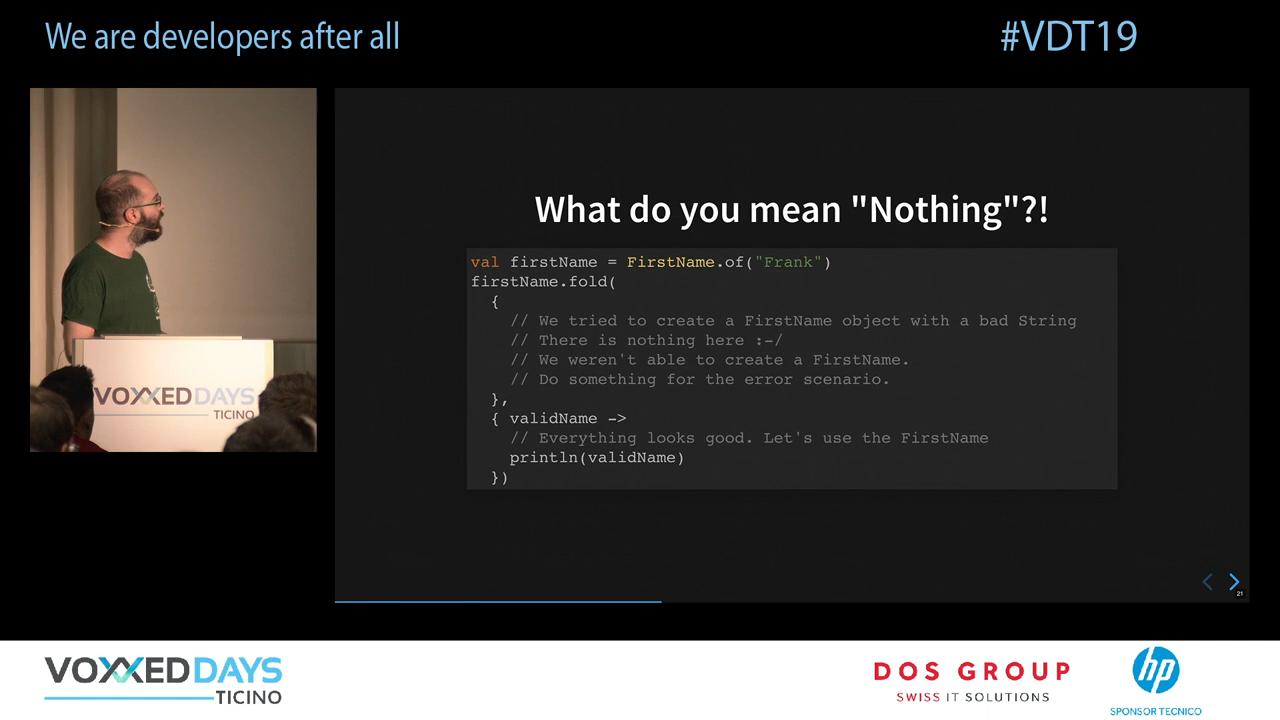 We are developers after all
#VDT19
What do you mean "Nothing"?!
val firstName = FirstName.of("Frank")
firstName.fold(
{
// We tried to create a FirstName object with a bad String
// There is nothing here :-/
// We weren't able to create a FirstName.
// Do something for the error scenario.
},
{ validName ->
// Everything looks good. Let's use the FirstName
println(validName)
})
21
VOXXED DAYS
TICINO
VOXXED DAYS
TICINO
DOS GROUP
SWISS IT SOLUTIONS
hp
SPONSOR TECNICO